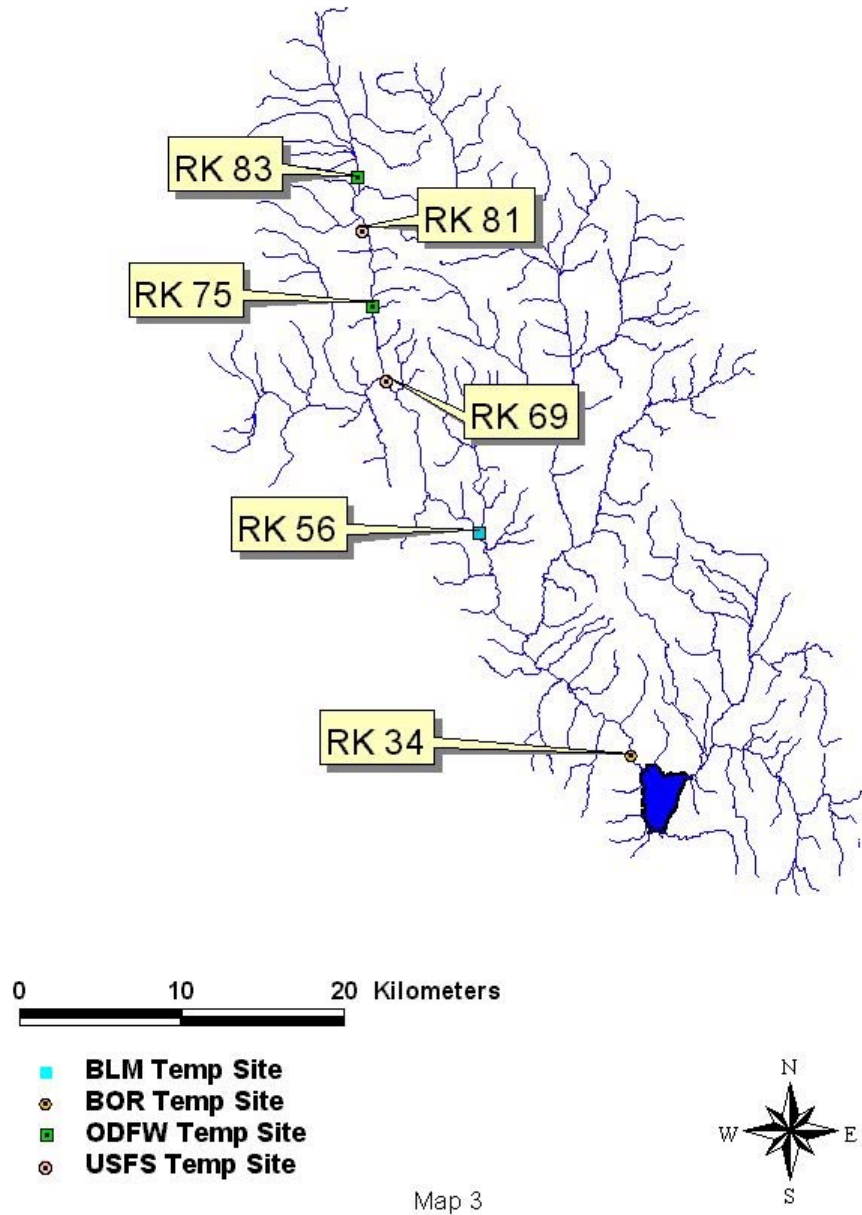 RK 83
RK 81
RK 75
RK 69
RK 56
RK 34
0 10 20 Kilometers
BLM Temp Site
BOR Temp Site
ODFW Temp Site
USFS Temp Site
N
W E
S
Map 3